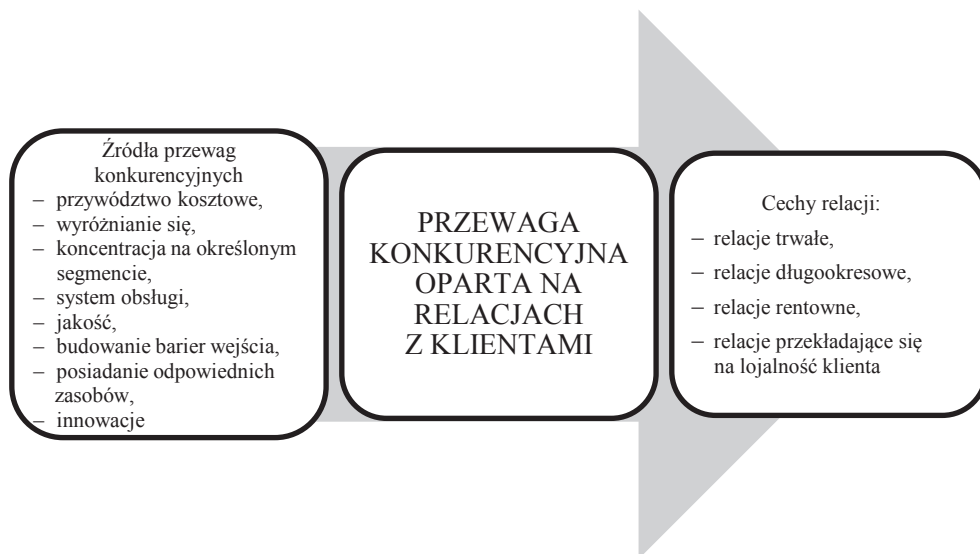 Źródła przewag
konkurencyjnych
– przywództwo kosztowe,
– wyróżnianie się,
– koncentracja na określonym
segmencie,
– system obsługi,
– jakość,
– budowanie barier wejścia,
– posiadanie odpowiednich
zasobów,
– innowacje
PRZEWAGA
KONKURENCYJNA
OPARTA NA
RELACJACH
Z KLIENTAMI
Cechy relacji:
– relacje trwałe,
– relacje długookresowe,
– relacje rentowne,
– relacje przekładające się
na lojalność klienta